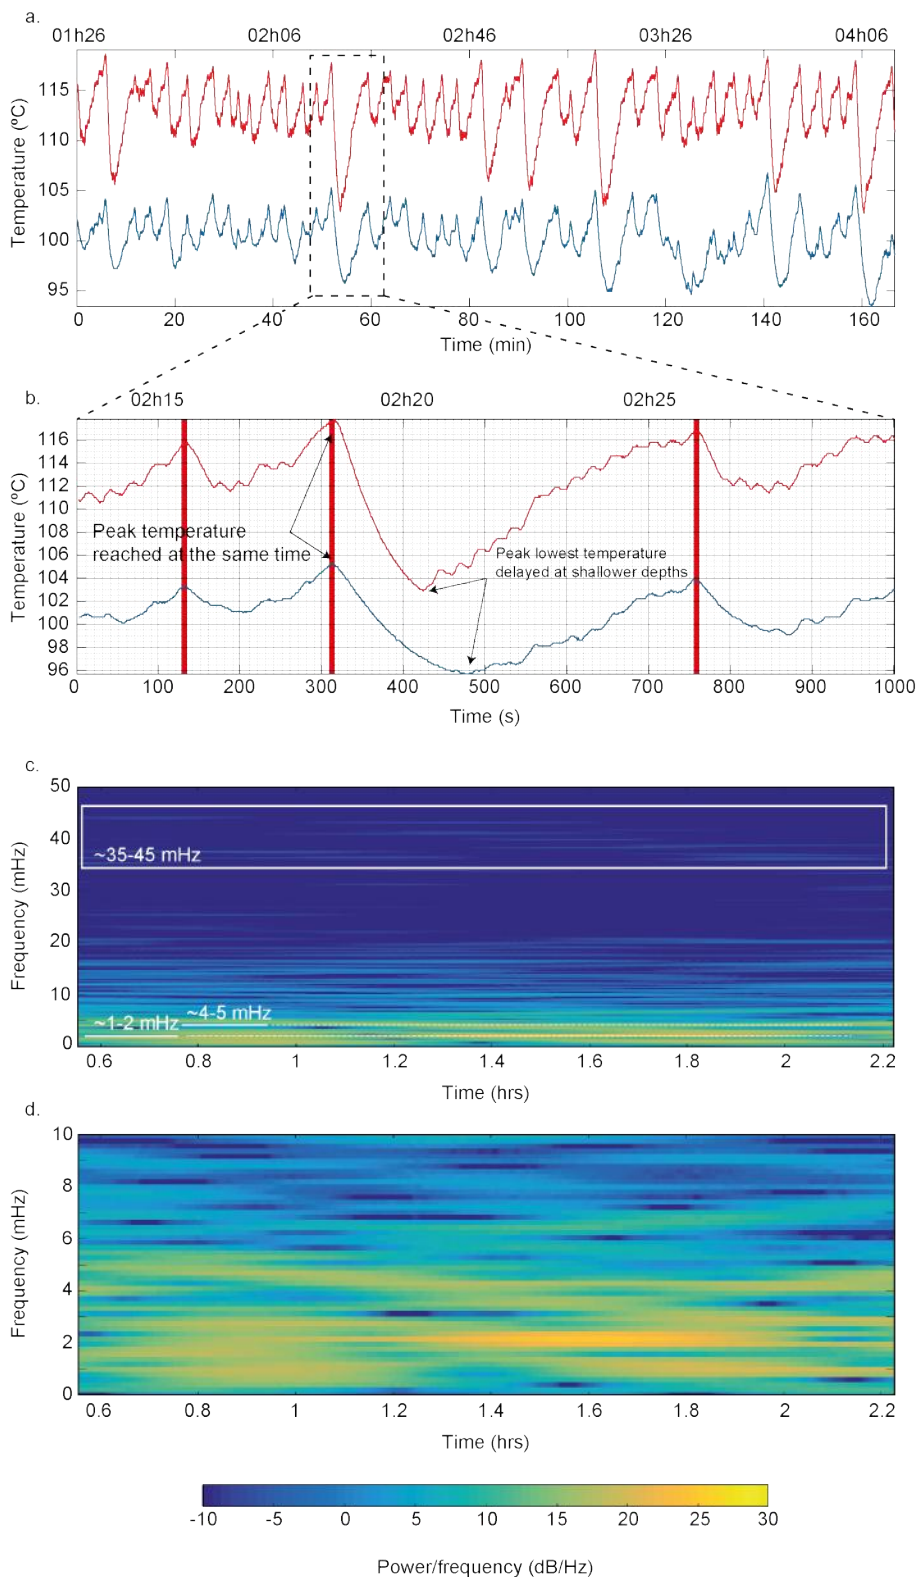 a.
01h26 02h06 02h46 03h26 04h06
115
110
105
100
95
Temperature (ºC)
0 20 40 60 80 100 120 140 160
Time (min)
b.
02h15 02h20 02h25
116
114
112
110
108
106
104
102
100
98
96
Temperature (ºC)
Peak temperature
reached at the same time
Peak lowest temperature
delayed at shallower depths
0 100 200 300 400 500 600 700 800 900 1000
Time (s)
c.
50
40
30
20
10
0
Frequency (mHz)
~35-45 mHz
~4-5 mHz
~1-2 mHz
0.6 0.8 1 1.2 1.4 1.6 1.8 2 2.2
Time (hrs)
d.
10
8
6
4
2
0
Frequency (mHz)
0.6 0.8 1 1.2 1.4 1.6 1.8 2 2.2
Time (hrs)
-10 -5 0 5 10 15 20 25 30
Power/frequency (dB/Hz)